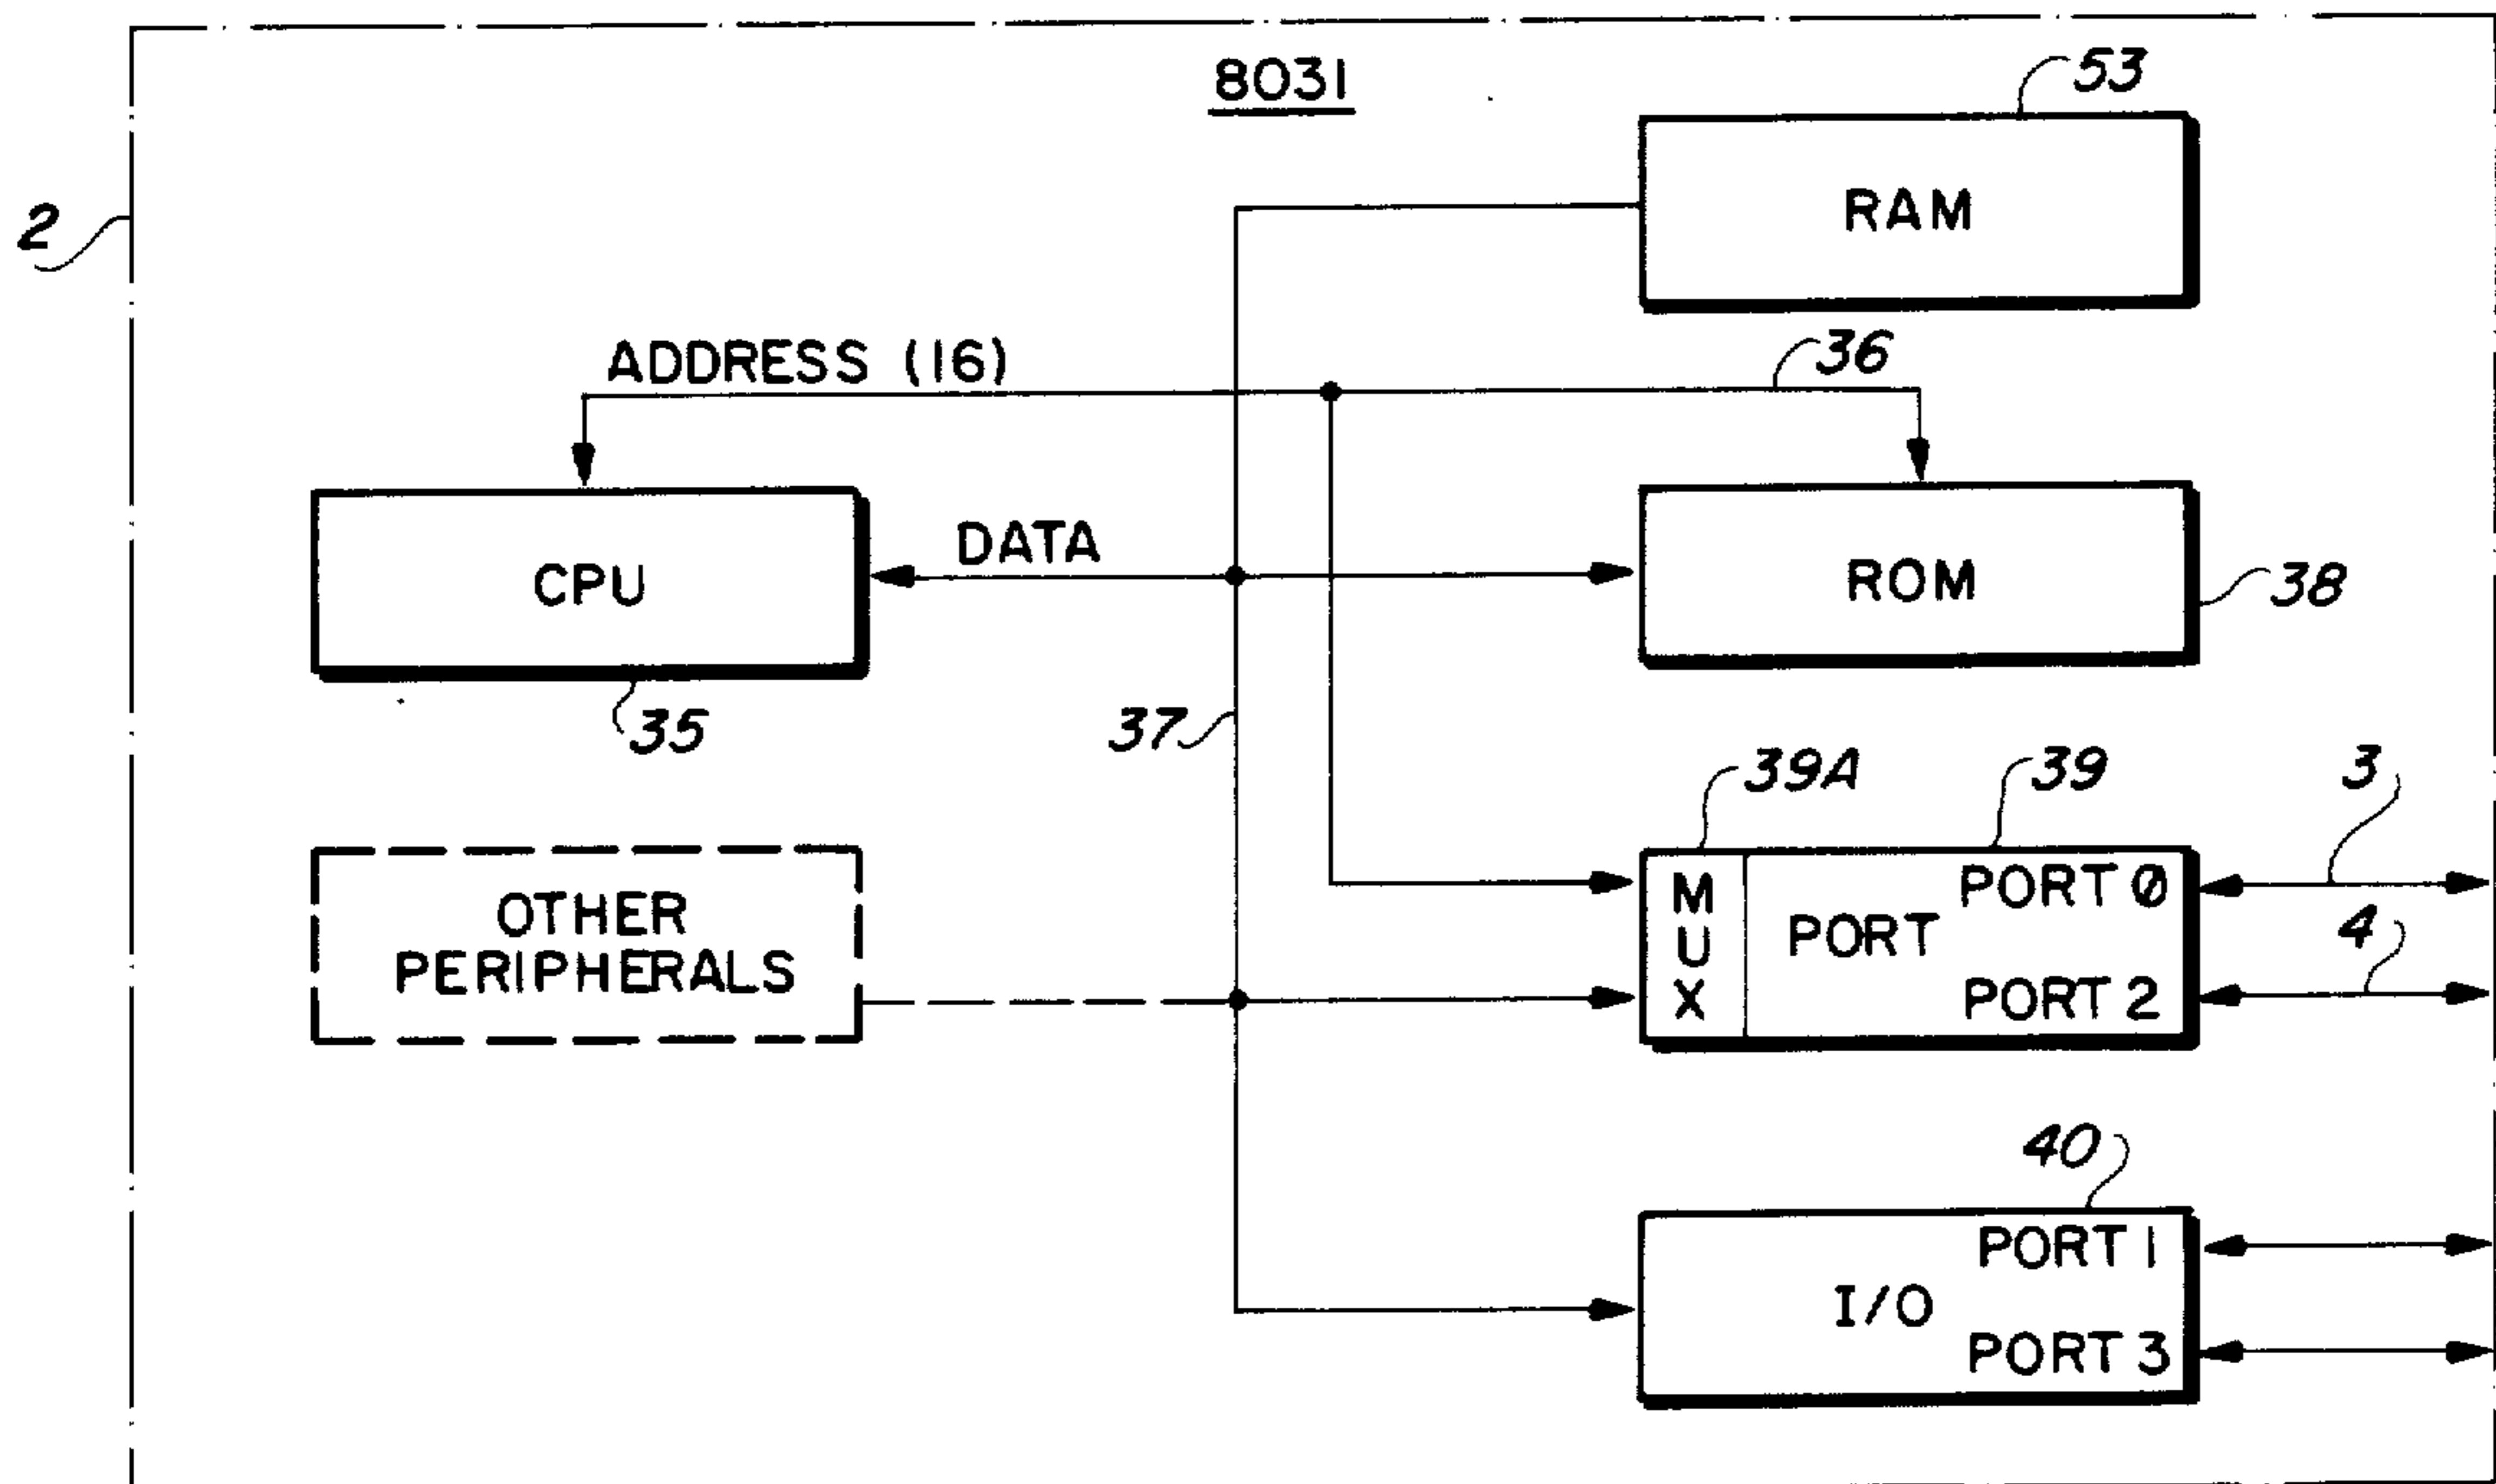 8031
53
RAM
2
ADDRESS (16)
36
CPU
DATA
ROM
38
35
37
39A
39
3
OTHER
PERIPHERALS
MUX
PORT 0
PORT
4
PORT 2
40
PORT 1
I/O
PORT 3